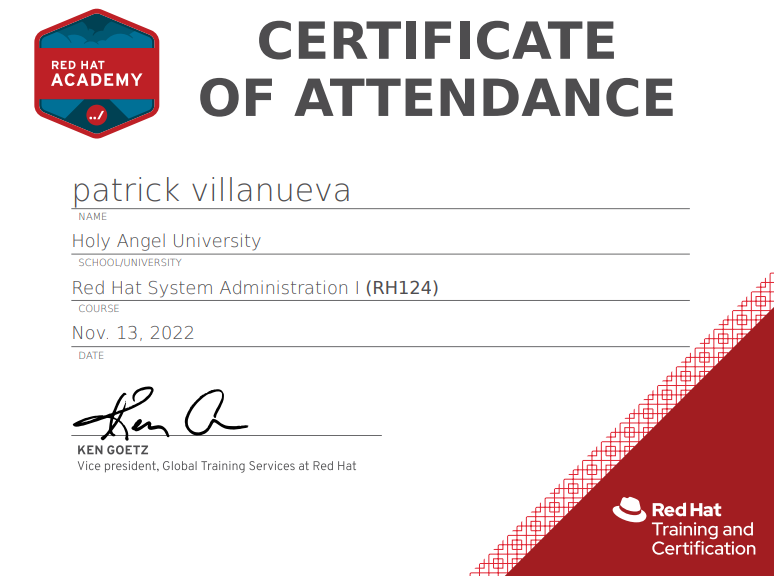 RED HAT
ACADEMY
CERTIFICATE
OF ATTENDANCE
patrick villanueva
NAME
Holy Angel University
SCHOOL/UNIVERSITY
Red Hat System Administration I (RH124)
COURSE
Nov. 13, 2022
DATE
Ken G
KEN GOETZ
Vice president, Global Training Services at Red Hat
Red Hat
Training and
Certification